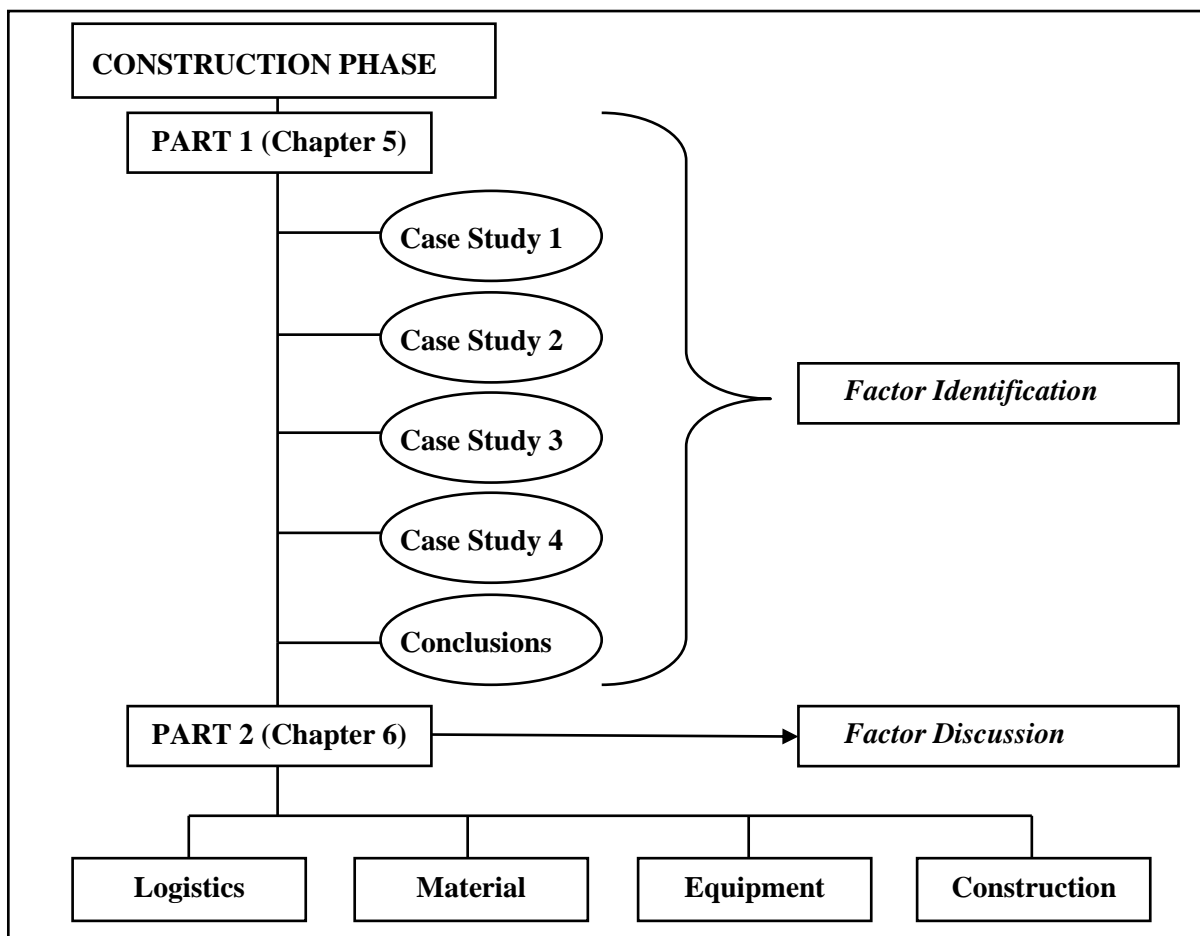 CONSTRUCTION PHASE
PART 1 (Chapter 5)
Case Study 1
Case Study 2
Case Study 3
Case Study 4
Conclusions
Factor Identification
PART 2 (Chapter 6)
Factor Discussion
Logistics
Material
Equipment
Construction